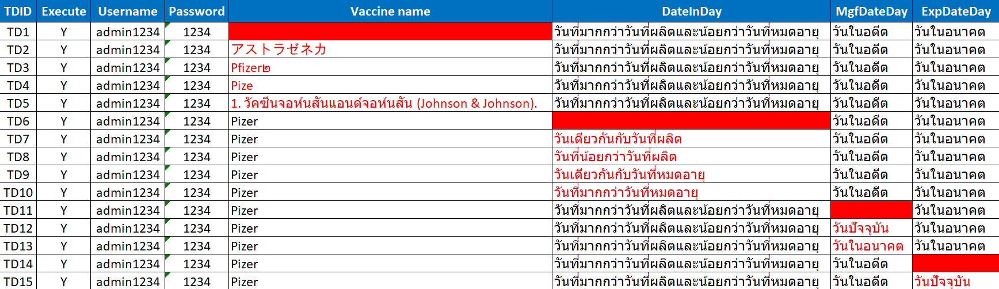 TDID Execute Username Password Vaccine name DateInDay MgfDateDay ExpDateDay
TD1 Y admin1234 1234 วันที่มากกว่าวันที่ผลิตและน้อยกว่าวันที่หมดอายุ วันในอดีต วันในอนาคต
TD2 Y admin1234 1234 アストラゼネカ วันที่มากกว่าวันที่ผลิตและน้อยกว่าวันที่หมดอายุ วันในอดีต วันในอนาคต
TD3 Y admin1234 1234 Pfizer๒ วันที่มากกว่าวันที่ผลิตและน้อยกว่าวันที่หมดอายุ วันในอดีต วันในอนาคต
TD4 Y admin1234 1234 Pize วันที่มากกว่าวันที่ผลิตและน้อยกว่าวันที่หมดอายุ วันในอดีต วันในอนาคต
TD5 Y admin1234 1234 1. วัคซีนจอห์นสันแอนด์จอห์นสัน (Johnson & Johnson). วันที่มากกว่าวันที่ผลิตและน้อยกว่าวันที่หมดอายุ วันในอดีต วันในอนาคต
TD6 Y admin1234 1234 Pizer วันในอดีต วันในอนาคต
TD7 Y admin1234 1234 Pizer วันเดียวกันกับวันที่ผลิต วันในอดีต วันในอนาคต
TD8 Y admin1234 1234 Pizer วันที่น้อยกว่าวันที่ผลิต วันในอดีต วันในอนาคต
TD9 Y admin1234 1234 Pizer วันเดียวกันกับวันที่หมดอายุ วันในอดีต วันในอนาคต
TD10 Y admin1234 1234 Pizer วันที่มากกว่าวันที่หมดอายุ วันในอดีต วันในอนาคต
TD11 Y admin1234 1234 Pizer วันที่มากกว่าวันที่ผลิตและน้อยกว่าวันที่หมดอายุ วันในอนาคต
TD12 Y admin1234 1234 Pizer วันที่มากกว่าวันที่ผลิตและน้อยกว่าวันที่หมดอายุ วันปัจจุบัน วันในอนาคต
TD13 Y admin1234 1234 Pizer วันที่มากกว่าวันที่ผลิตและน้อยกว่าวันที่หมดอายุ วันในอนาคต วันในอนาคต
TD14 Y admin1234 1234 Pizer วันที่มากกว่าวันที่ผลิตและน้อยกว่าวันที่หมดอายุ วันในอดีต
TD15 Y admin1234 1234 Pizer วันที่มากกว่าวันที่ผลิตและน้อยกว่าวันที่หมดอายุ วันในอดีต วันปัจจุบัน